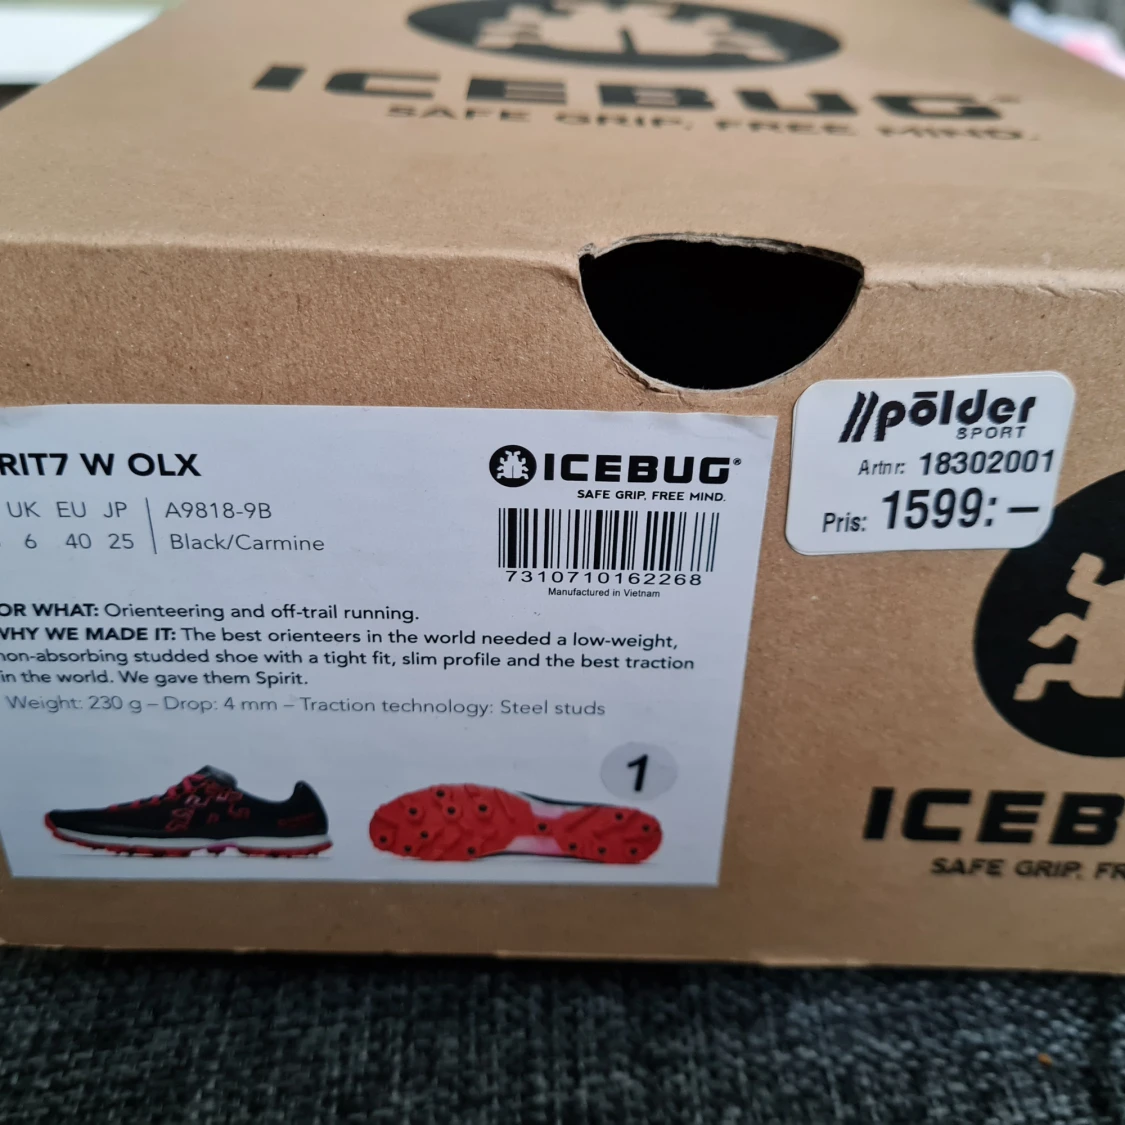 ICEBUG
SAFE GRIP. FREE MIND.
RIT7 W OLX
UK EU JP
6 40 25
A9818-9B
Black/Carmine
ICEBUG®
SAFE GRIP, FREE MIND.
7310710162268
Manufactured in Vietnam
OR WHAT: Orienteering and off-trail running.
WHY WE MADE IT: The best orienteers in the world needed a low-weight,
non-absorbing studded shoe with a tight fit, slim profile and the best traction
in the world. We gave them Spirit.
Weight: 230 g – Drop: 4 mm – Traction technology: Steel studs
1
pōlder
SPORT
Artnr: 18302001
Pris: 1599:–
ICEB
SAFE GRIP. FR